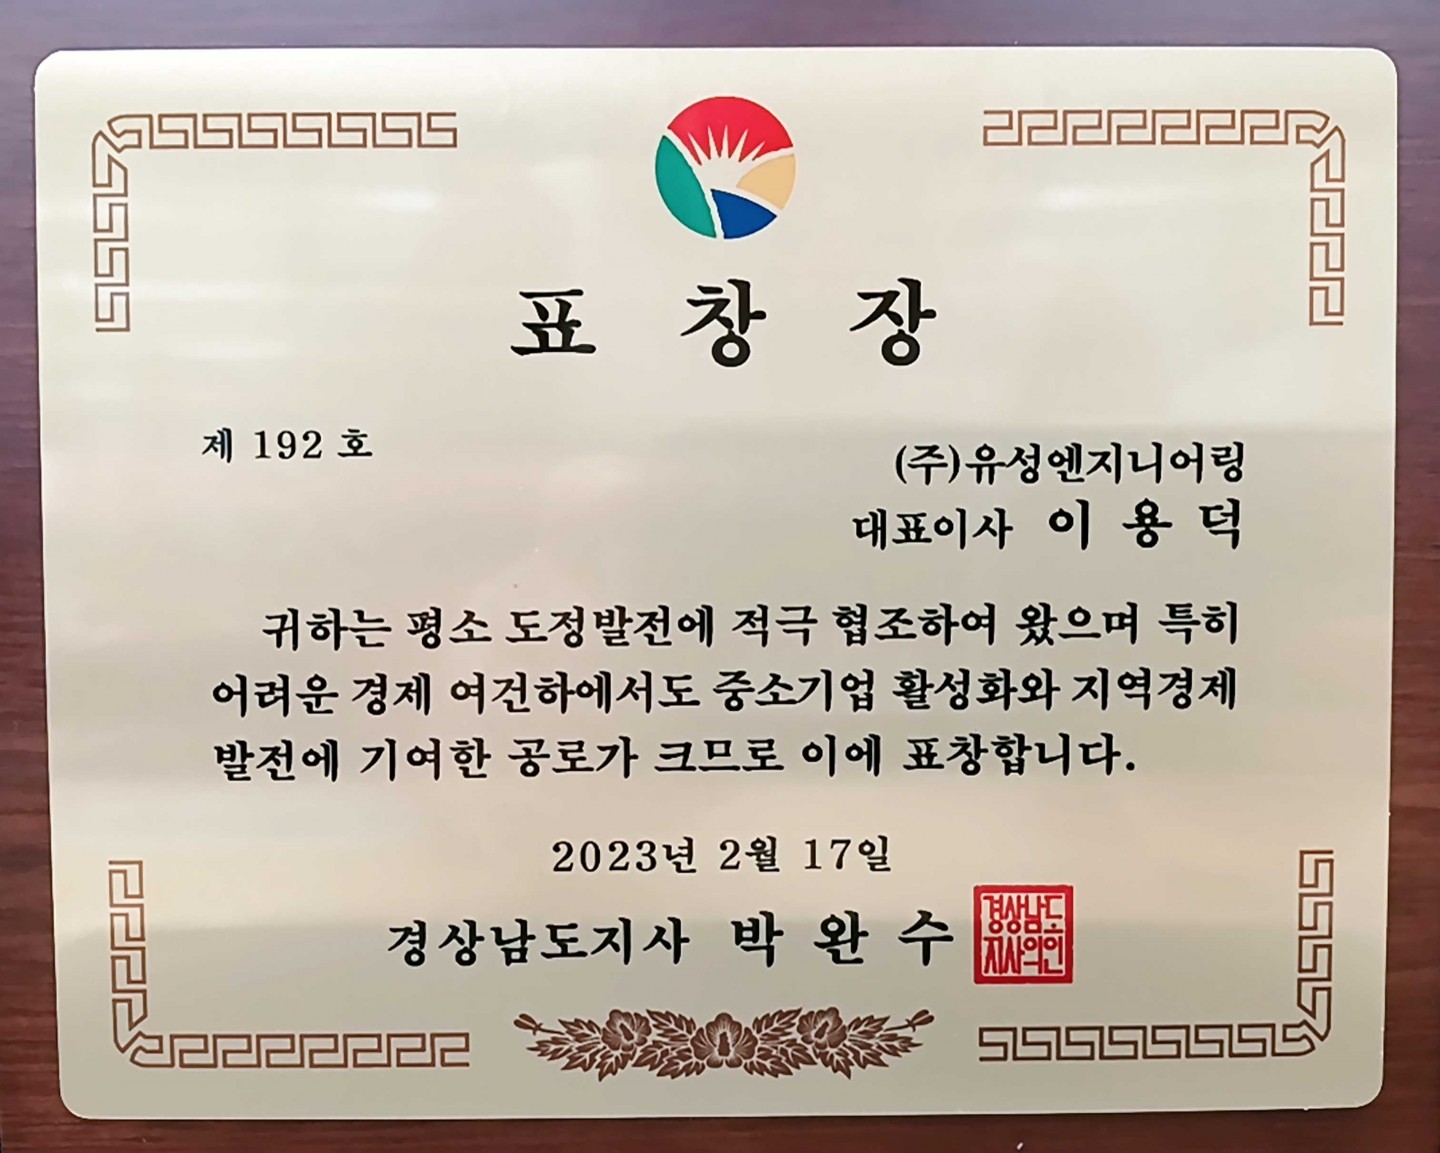 표 창 장
제 192 호
(주)유성엔지니어링
대표이사 이 용 덕
귀하는 평소 도정발전에 적극 협조하여 왔으며 특히
어려운 경제 여건하에서도 중소기업 활성화와 지역경제
발전에 기여한 공로가 크므로 이에 표창합니다.
2023년 2월 17일
경상남도지사 박 완 수
경상남도
지사의인